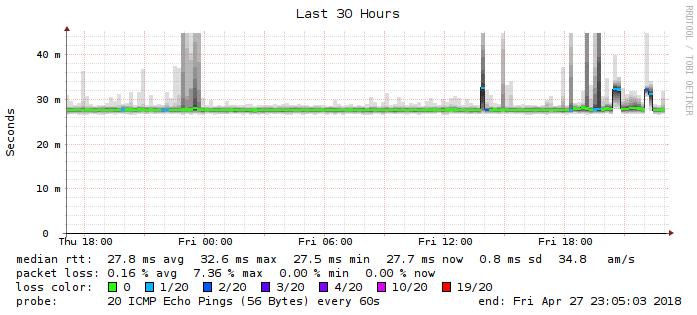 Last 30 Hours
RRDTOOL / TOBI OETIKER
Seconds
40 m
30 m
20 m
10 m
0
Thu 18:00 Fri 00:00 Fri 06:00 Fri 12:00 Fri 18:00
median rtt: 27.8 ms avg 32.6 ms max 27.5 ms min 27.7 ms now 0.8 ms sd 34.8 am/s
packet loss: 0.16 % avg 7.36 % max 0.00 % min 0.00 % now
loss color: 0 1/20 2/20 3/20 4/20 10/20 19/20
probe: 20 ICMP Echo Pings (56 Bytes) every 60s end: Fri Apr 27 23:05:03 2018